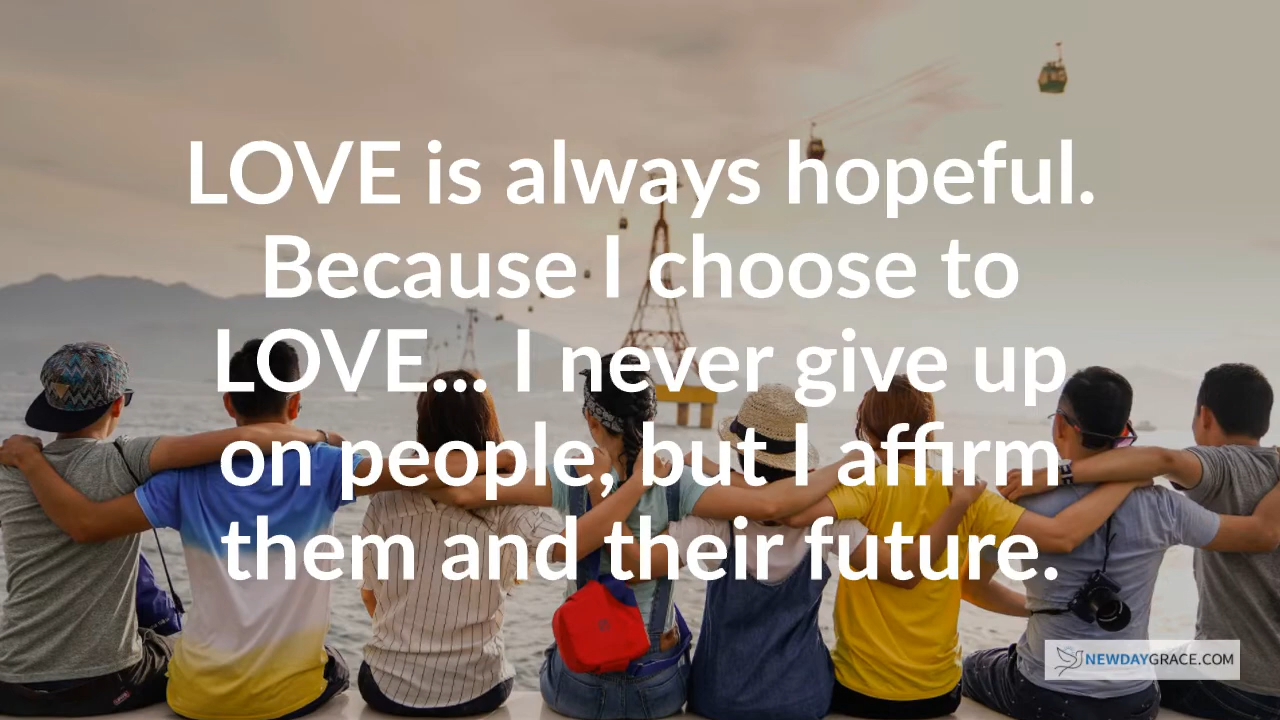 LOVE is always hopeful.
Because I choose to
LOVE... I never give up
on people, but I affirm
them and their future.
NEWDAYGRACE.COM